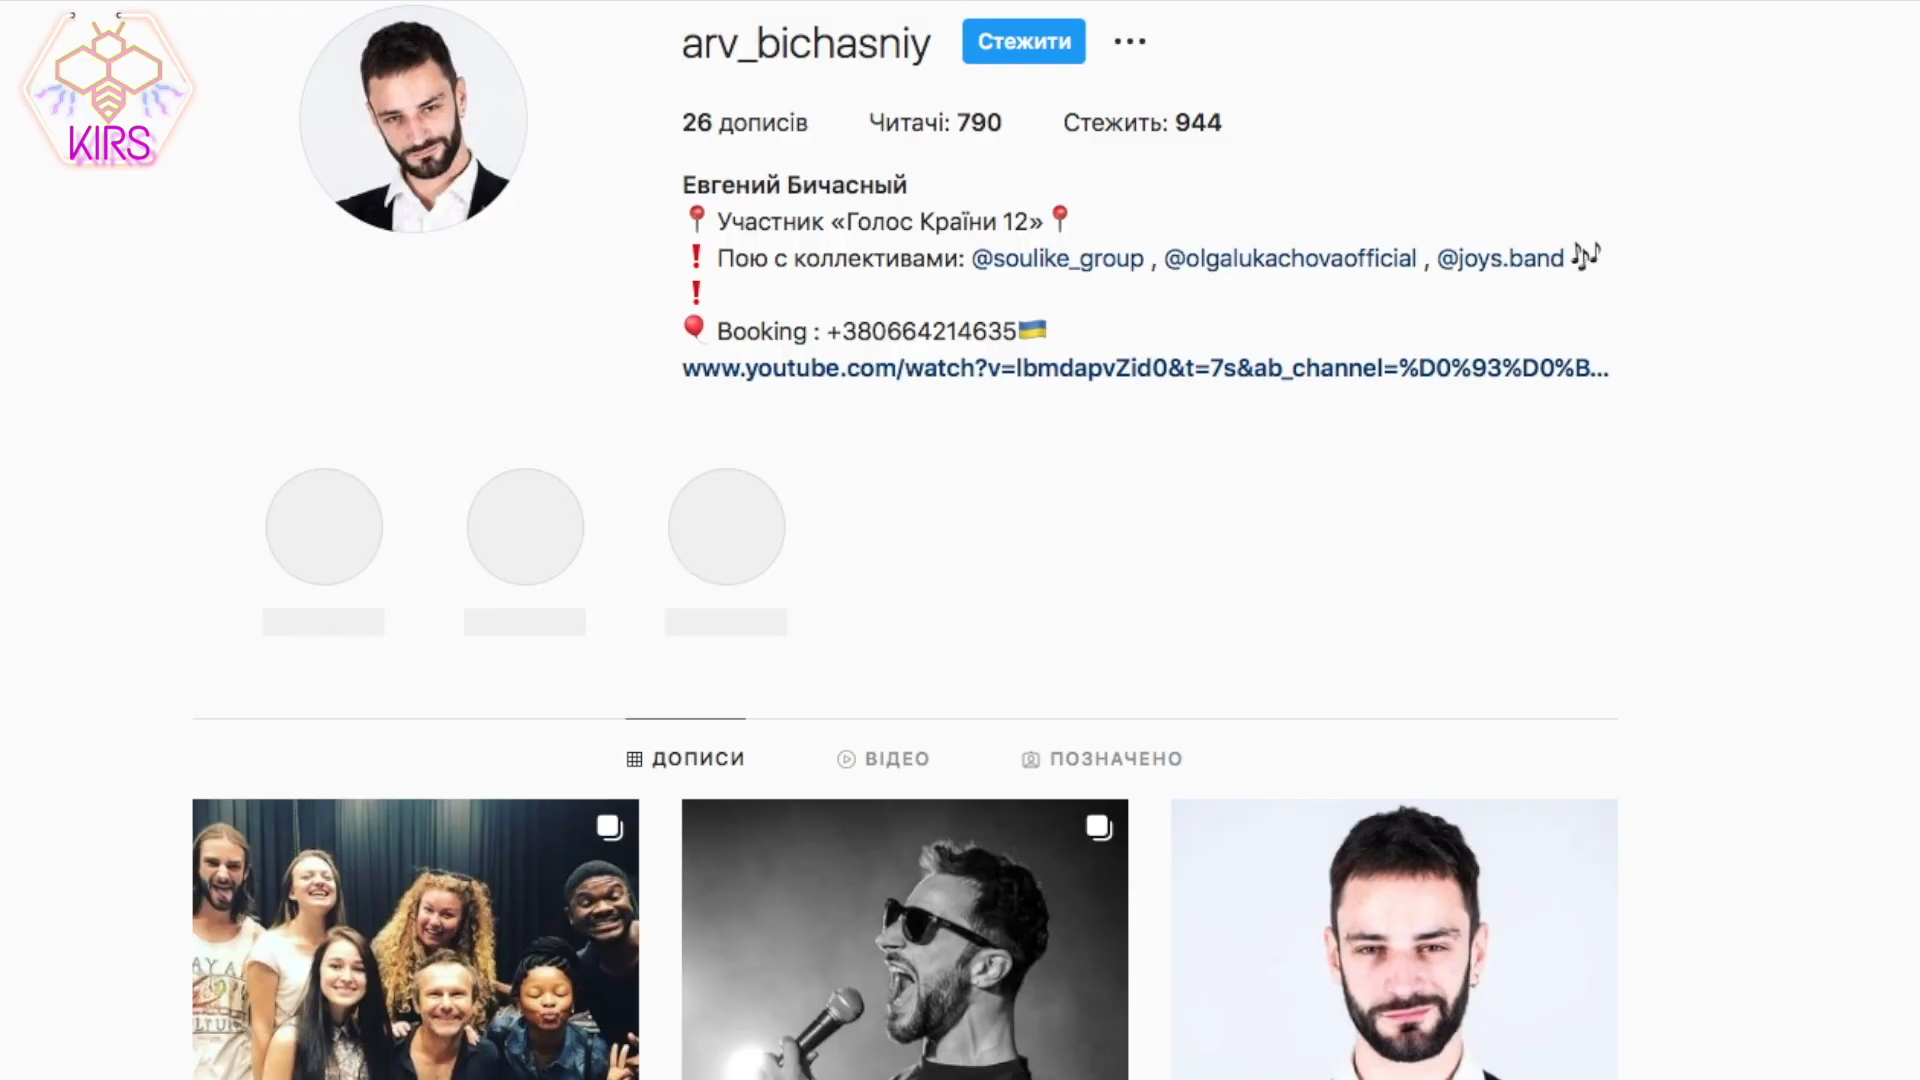 KIRS
arv_bichasniy Стежити
26 дописів Читачі: 790 Стежить: 944
Евгений Бичасный
📍 Участник «Голос Країни 12»📍
❗ Пою с коллективами: @soulike_group , @olgalukachovaofficial , @joys.band 🎶
❗
🎈 Booking : +380664214635🇺🇦
www.youtube.com/watch?v=lbmdapvZid0&t=7s&ab_channel=%D0%93%D0%B...
ДОПИСИ ВІДЕО ПОЗНАЧЕНО